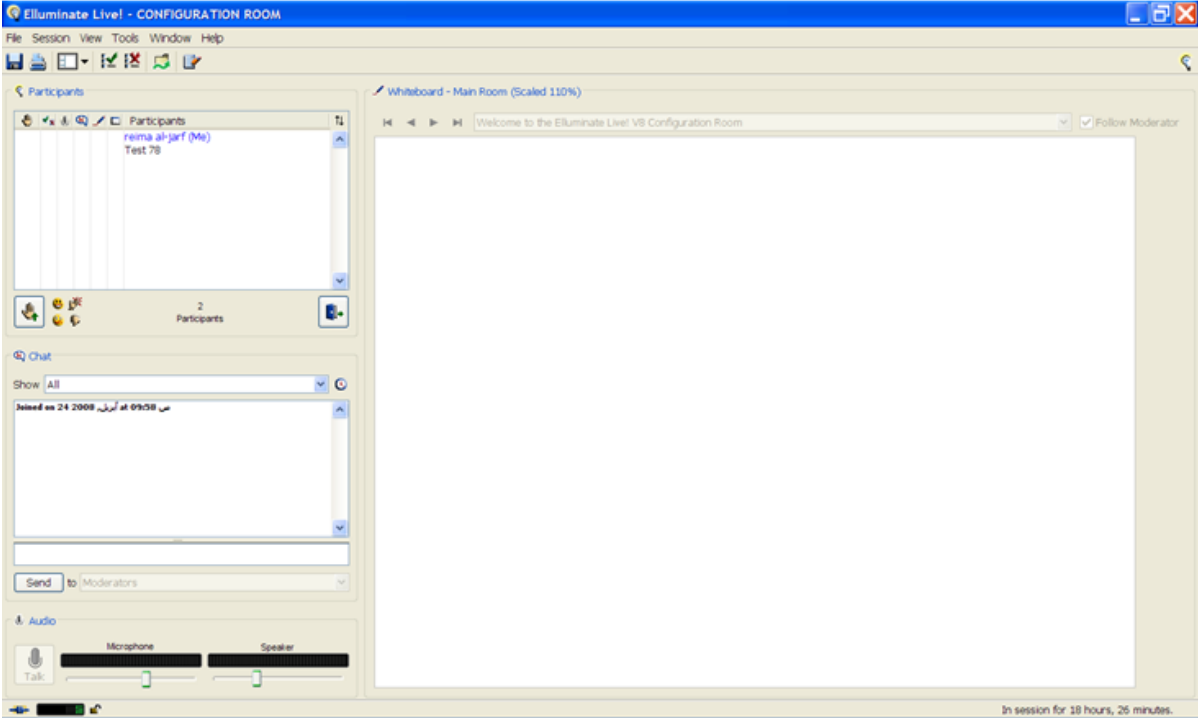 Elluminate Live! - CONFIGURATION ROOM
File Session View Tools Window Help
Participants
Participants
reima al-jarf (Me)
Test 78
2
Participants
Chat
Show All
Joined on 24 أبريل, 2008 at 09:58 ص
Send to Moderators
Audio
Microphone Speaker
Talk
Whiteboard - Main Room (Scaled 110%)
Welcome to the Elluminate Live! V8 Configuration Room
Follow Moderator
In session for 18 hours, 26 minutes.